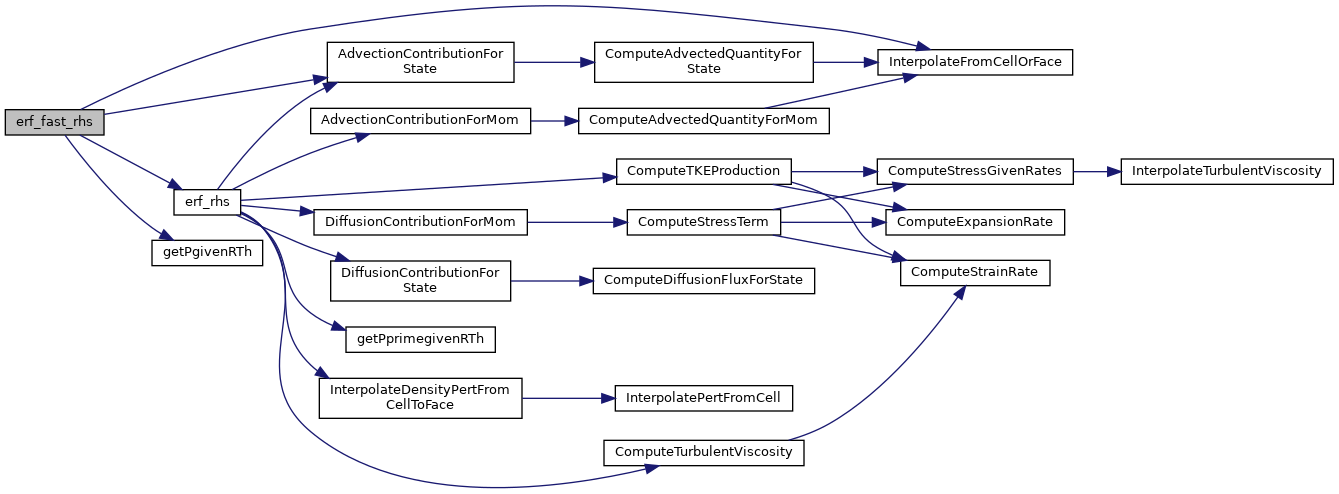 erf_fast_rhs
AdvectionContributionFor
State
ComputeAdvectedQuantityFor
State
InterpolateFromCellOrFace
AdvectionContributionForMom
ComputeAdvectedQuantityForMom
erf_rhs
getPgivenRTh
ComputeTKEProduction
ComputeStressGivenRates
InterpolateTurbulentViscosity
DiffusionContributionForMom
ComputeStressTerm
ComputeExpansionRate
DiffusionContributionFor
State
ComputeDiffusionFluxForState
ComputeStrainRate
getPprimegivenRTh
InterpolateDensityPertFrom
CellToFace
InterpolatePertFromCell
ComputeTurbulentViscosity